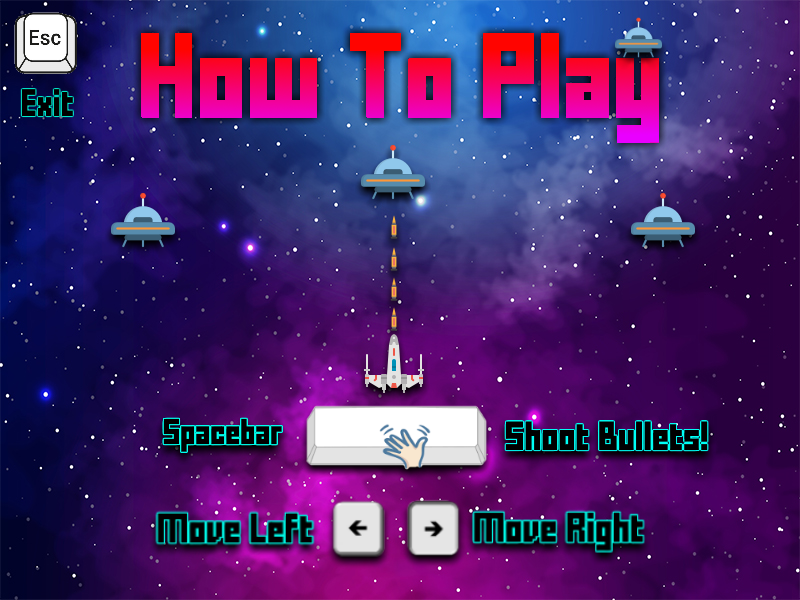 Esc
Exit
How To Play
Spacebar
Shoot Bullets!
Move Left
Move Right